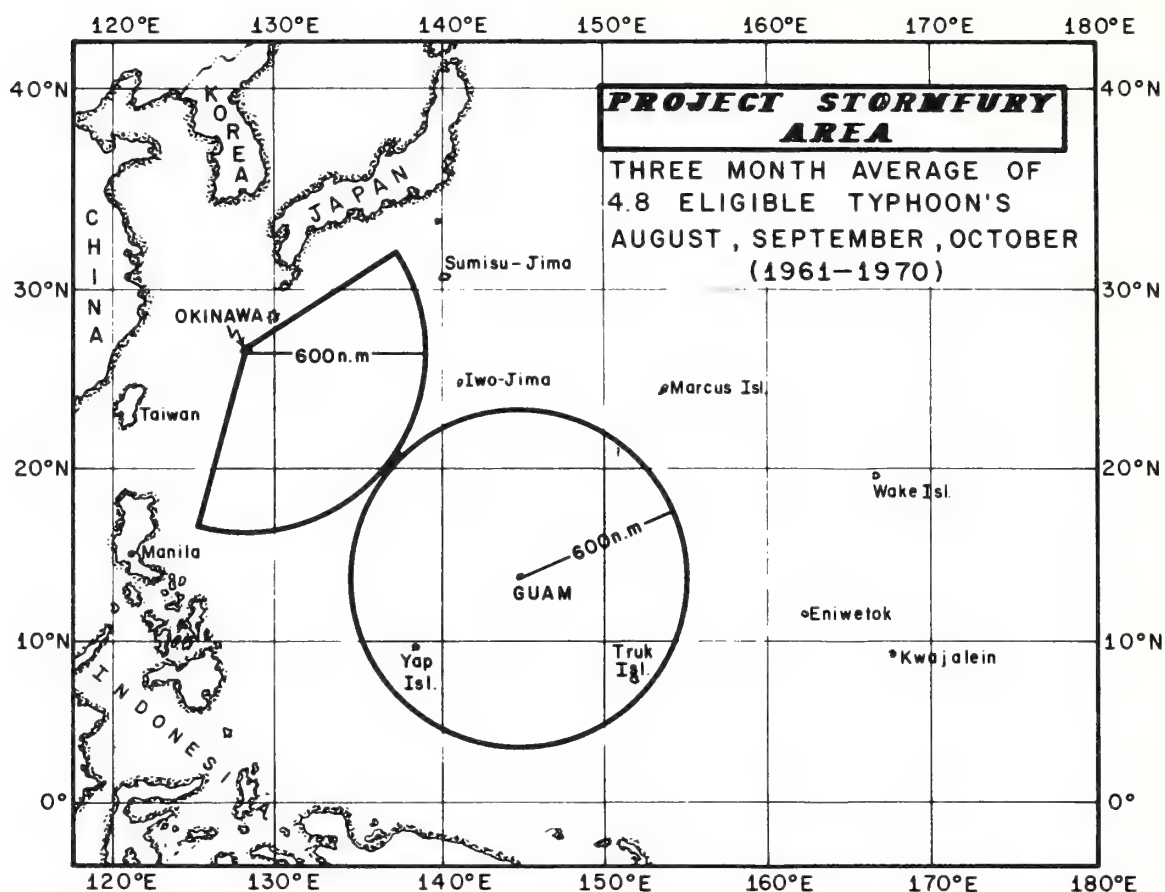 120°E 130°E 140°E 150°E 160°E 170°E 180°E
40°N 40°N
PROJECT STORMFURY
AREA
THREE MONTH AVERAGE OF
4.8 ELIGIBLE TYPHOON'S
AUGUST, SEPTEMBER, OCTOBER
(1961-1970)
KOREA
JAPAN
CHINA
Sumisu-Jima
30°N 30°N
OKINAWA
600n.m
Iwo-Jima
Marcus Isl.
Taiwan
20°N 20°N
Wake Isl.
Manila
600n.m
GUAM
Eniwetok
10°N 10°N
Yap
Isl.
Truk
Isl.
Kwajalein
INDONESI
0° 0°
120°E 130°E 140°E 150°E 160°E 170°E 180°E